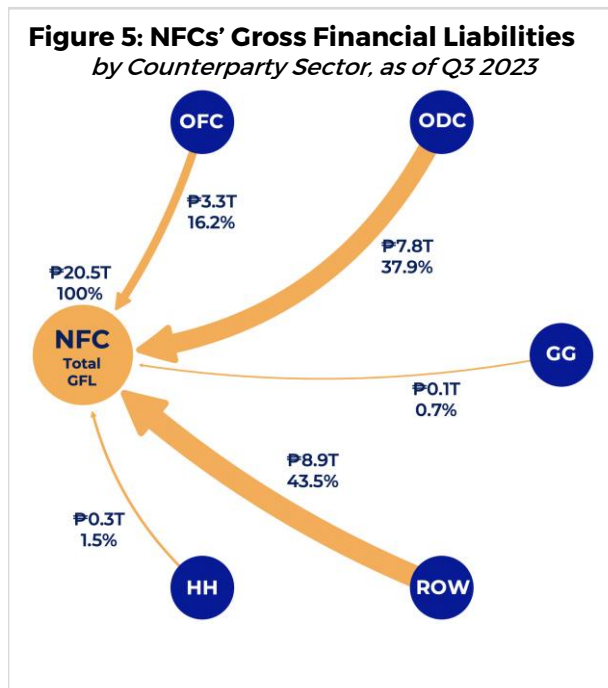 Figure 5: NFCs’ Gross Financial Liabilities
by Counterparty Sector, as of Q3 2023
OFC
ODC
₱3.3T
16.2%
₱7.8T
37.9%
₱20.5T
100%
NFC
Total
GFL
GG
₱0.1T
0.7%
₱8.9T
43.5%
₱0.3T
1.5%
HH
ROW